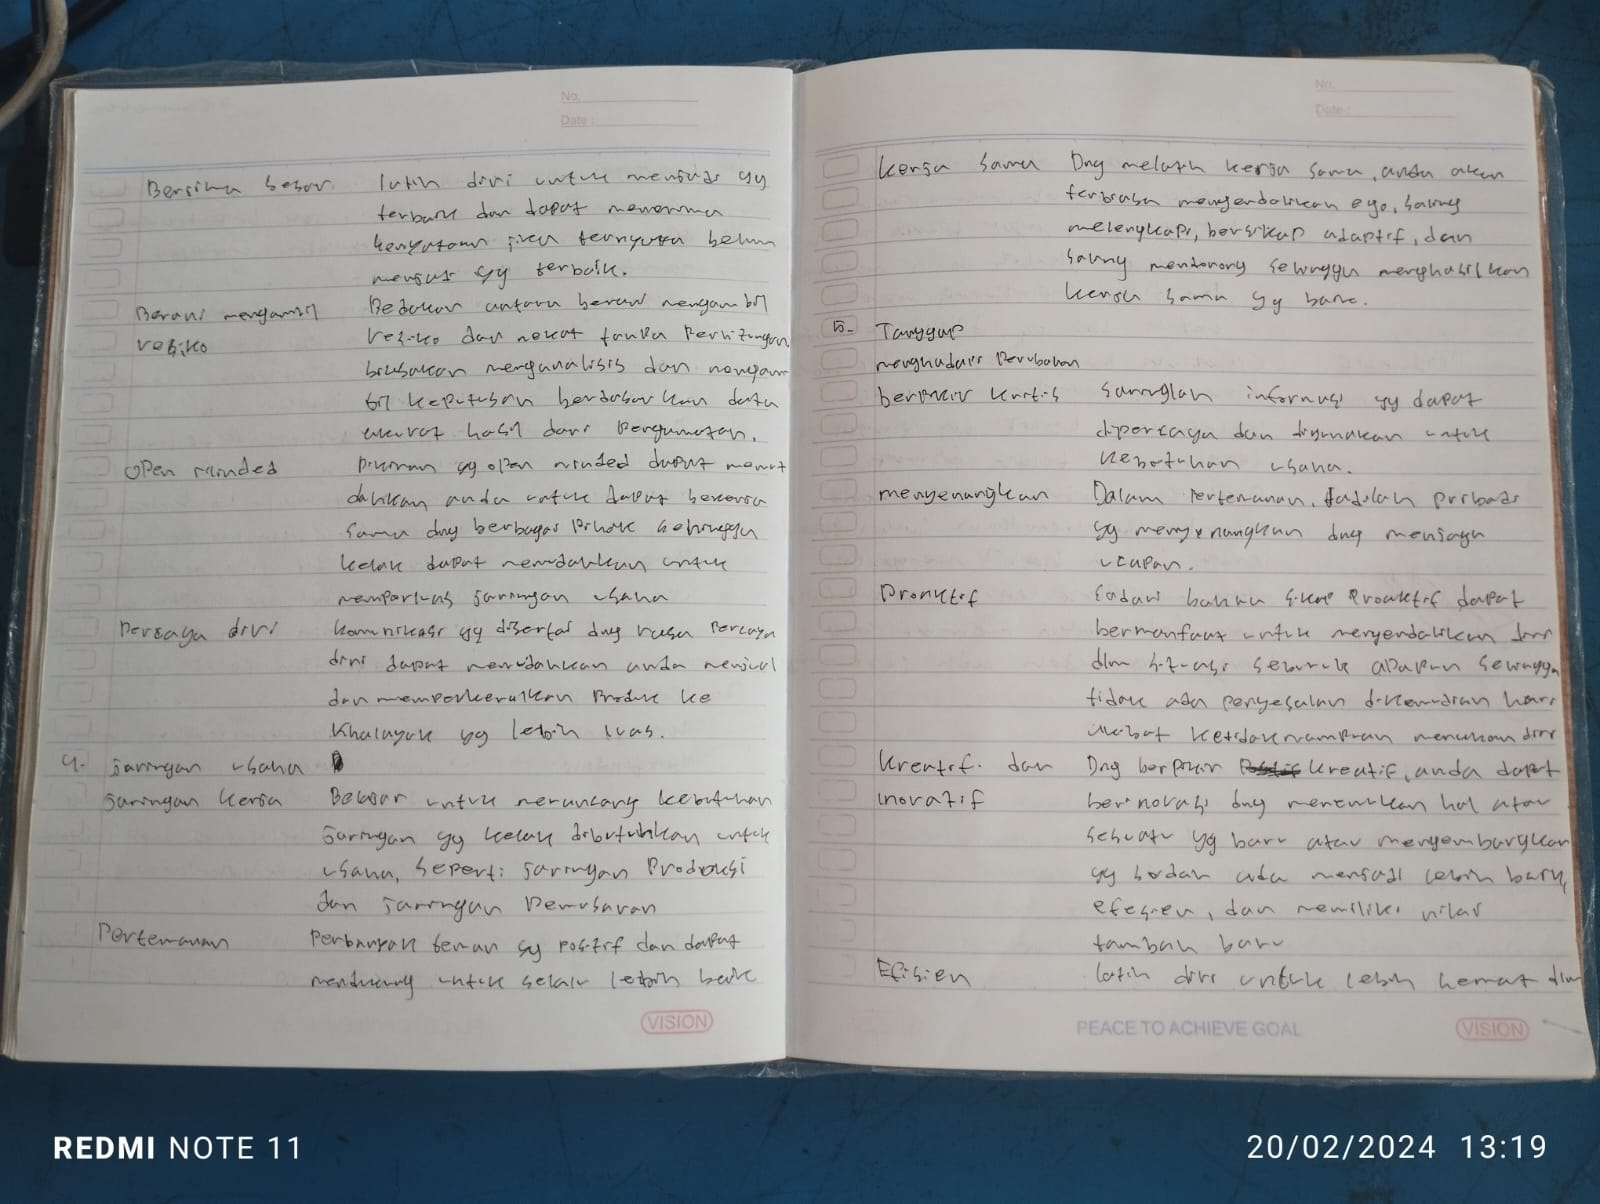 No.
Date :
Bersika besar latih diri untuk menjadi yg
terbaik dan dapat menerima
kenyataan jika ternyata belum
menjadi yg terbaik.
Berani mengambil Bedakan antara berani mengambil
resiko resiko dan nekat tanpa perhitungan
biasakan menganalisis dan mengam
bil keputusan berdasarkan data
akurat hasil dari pengamatan.
Open minded pikiran yg open minded dapat memu
dahkan anda untuk dapat bekerja
sama dng berbagai pihak sehingga
kelak dapat memudahkan untuk
memperluas jaringan usaha
Percaya diri komunikasi yg disertai dng rasa percaya
diri dapat memudahkan anda menjual
dan memperkenalkan produk ke
khalayak yg lebih luas.
4. Jaringan usaha
Jaringan kerja Belajar untuk merancang kebutuhan
jaringan yg kelak dibutuhkan untuk
usaha, seperti jaringan Produksi
dan jaringan Pemasaran
Pertemanan Perbanyak teman yg positif dan dapat
mendukung untuk selalu lebih baik
VISION
No.
Date :
kerja sama Dng melatih kerja sama, anda akan
terbiasa mengendalikan ego, saling
melengkapi, bersikap adaptif, dan
saling mendorong sehingga menghasilkan
kerja sama yg baik.
5. Tanggap
menghadapi Perubahan
berpikir kritis saringlah informasi yg dapat
dipercaya dan digunakan untuk
kebutuhan usaha.
menyenangkan Dalam pertemanan, jadilah pribadi
yg menyenangkan dng menjaga
ucapan.
Proaktif Sadari bahwa sikap proaktif dapat
bermanfaat untuk mengendalikan diri
dlm situasi seburuk apapun sehingga
tidak ada penyesalan dikemudian hari
akibat ketidakmampuan menahan diri
kreatif dan Dng berpikir kreatif, anda dapat
inovatif berinovasi dng menemukan hal atau
sesuatu yg baru atau mengembangkan
yg sudah ada menjadi lebih baik,
efesien, dan memiliki nilai
tambah baru
Efisien latih diri untuk lebih hemat dlm
PEACE TO ACHIEVE GOAL VISION
REDMI NOTE 11 20/02/2024 13:19